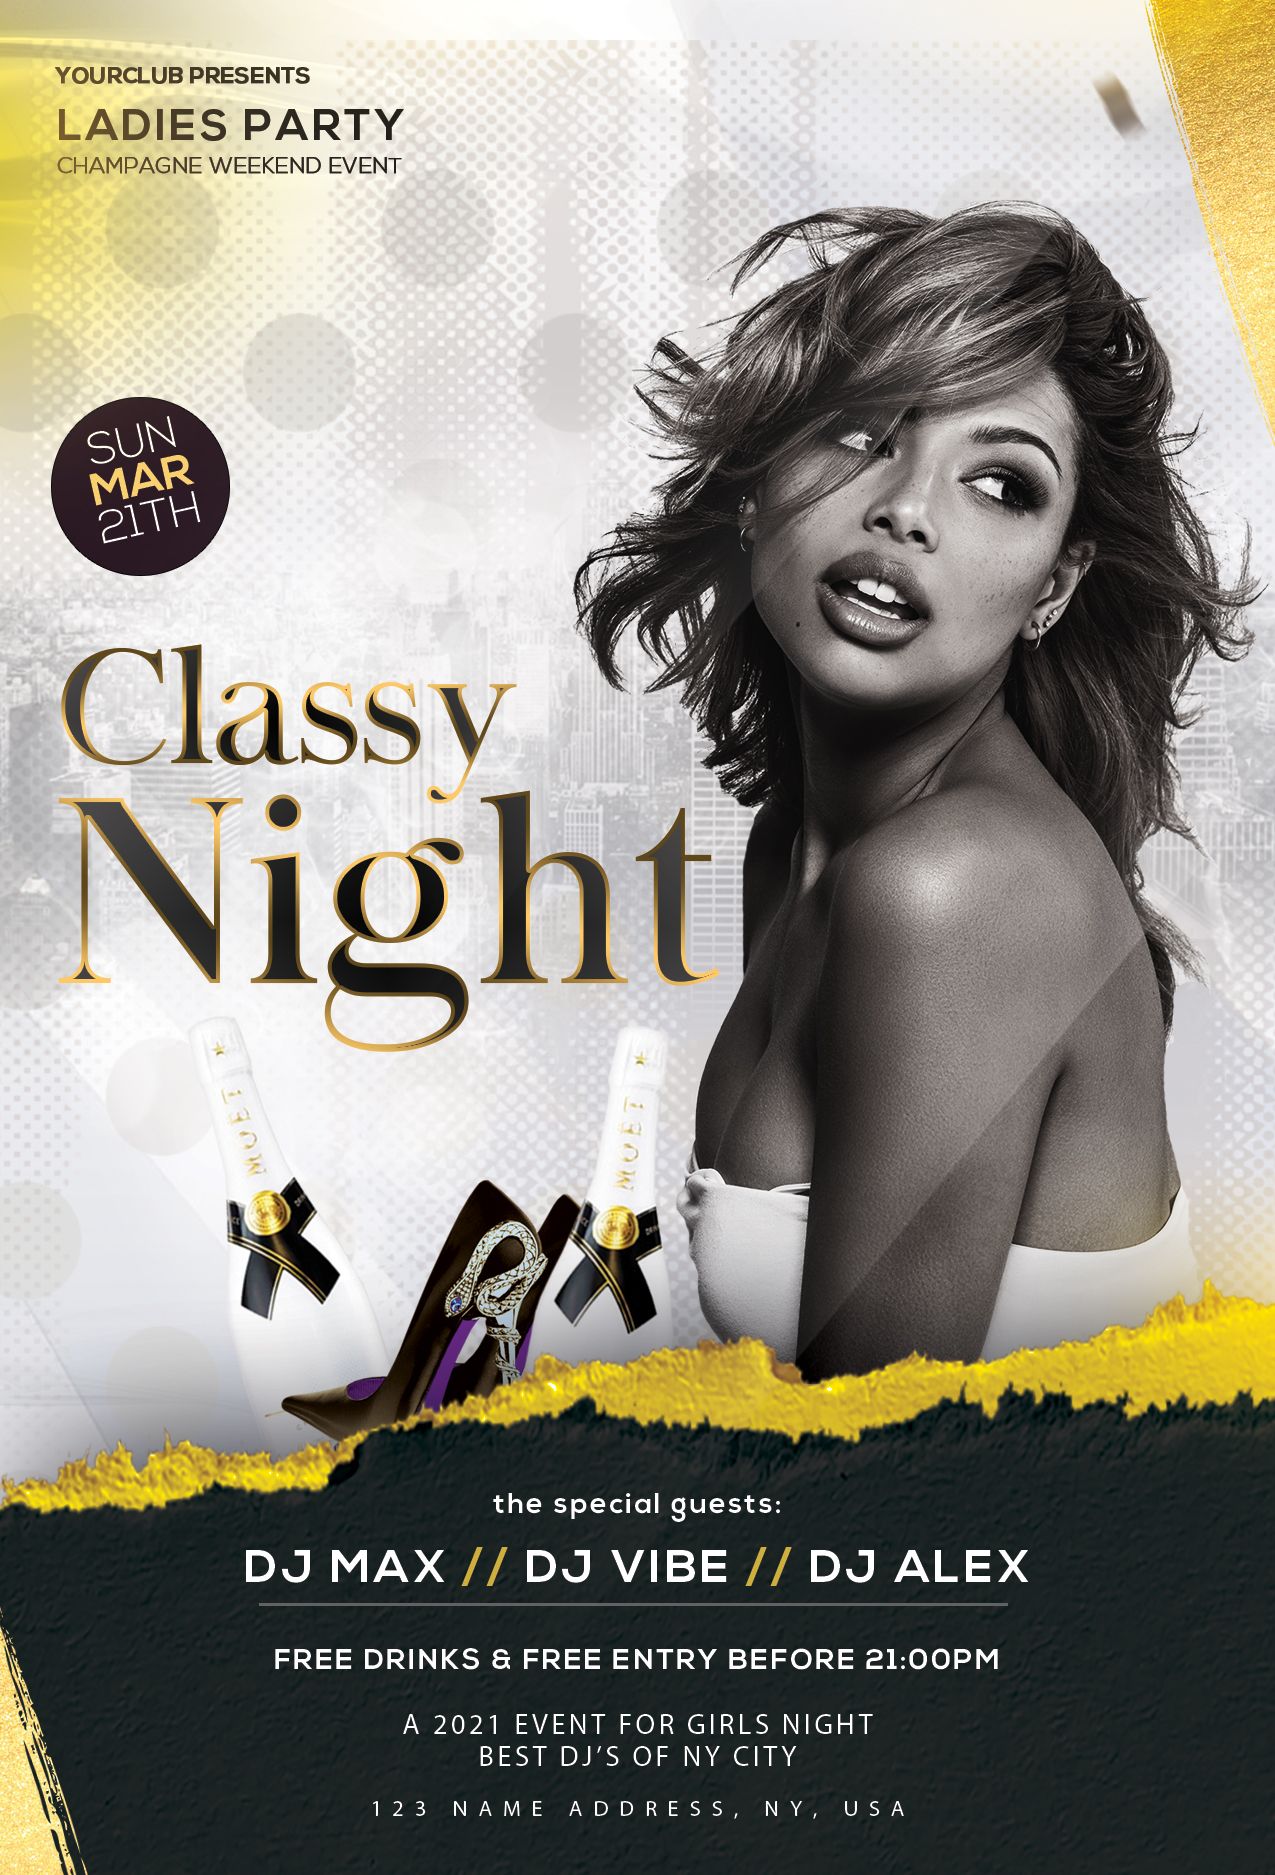 YOURCLUB PRESENTS
LADIES PARTY
CHAMPAGNE WEEKEND EVENT
SUN
MAR
21TH
Classy
Night
MOËT
MOËT
the special guests:
DJ MAX // DJ VIBE // DJ ALEX
FREE DRINKS & FREE ENTRY BEFORE 21:00PM
A 2021 EVENT FOR GIRLS NIGHT
BEST DJ'S OF NY CITY
123 NAME ADDRESS, NY, USA